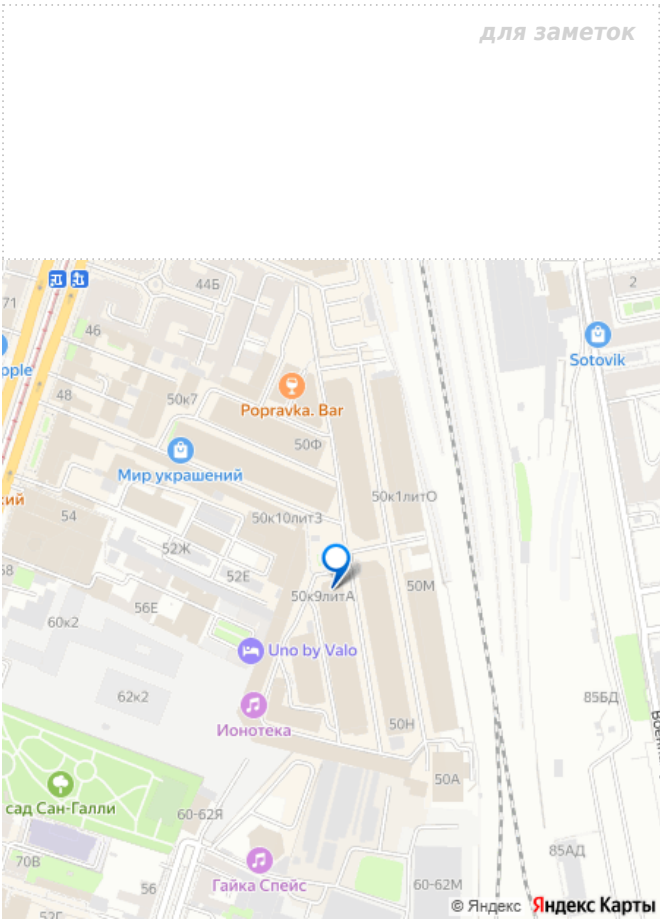 для заметок
44Б
2
71
46
Sotovik
ople
48
50к7
Popravka. Bar
50Ф
Мир украшений
50к1литО
кий
54
50к10литЗ
52Ж
52Е
50М
58
50к9литА
56Е
60к2
Uno by Valo
62к2
85БД
Ионотека
50Н
50А
сад Сан-Галли
60-62Я
70В
85АД
Гайка Спейс
56
60-62М
© Яндекс Яндекс Карты